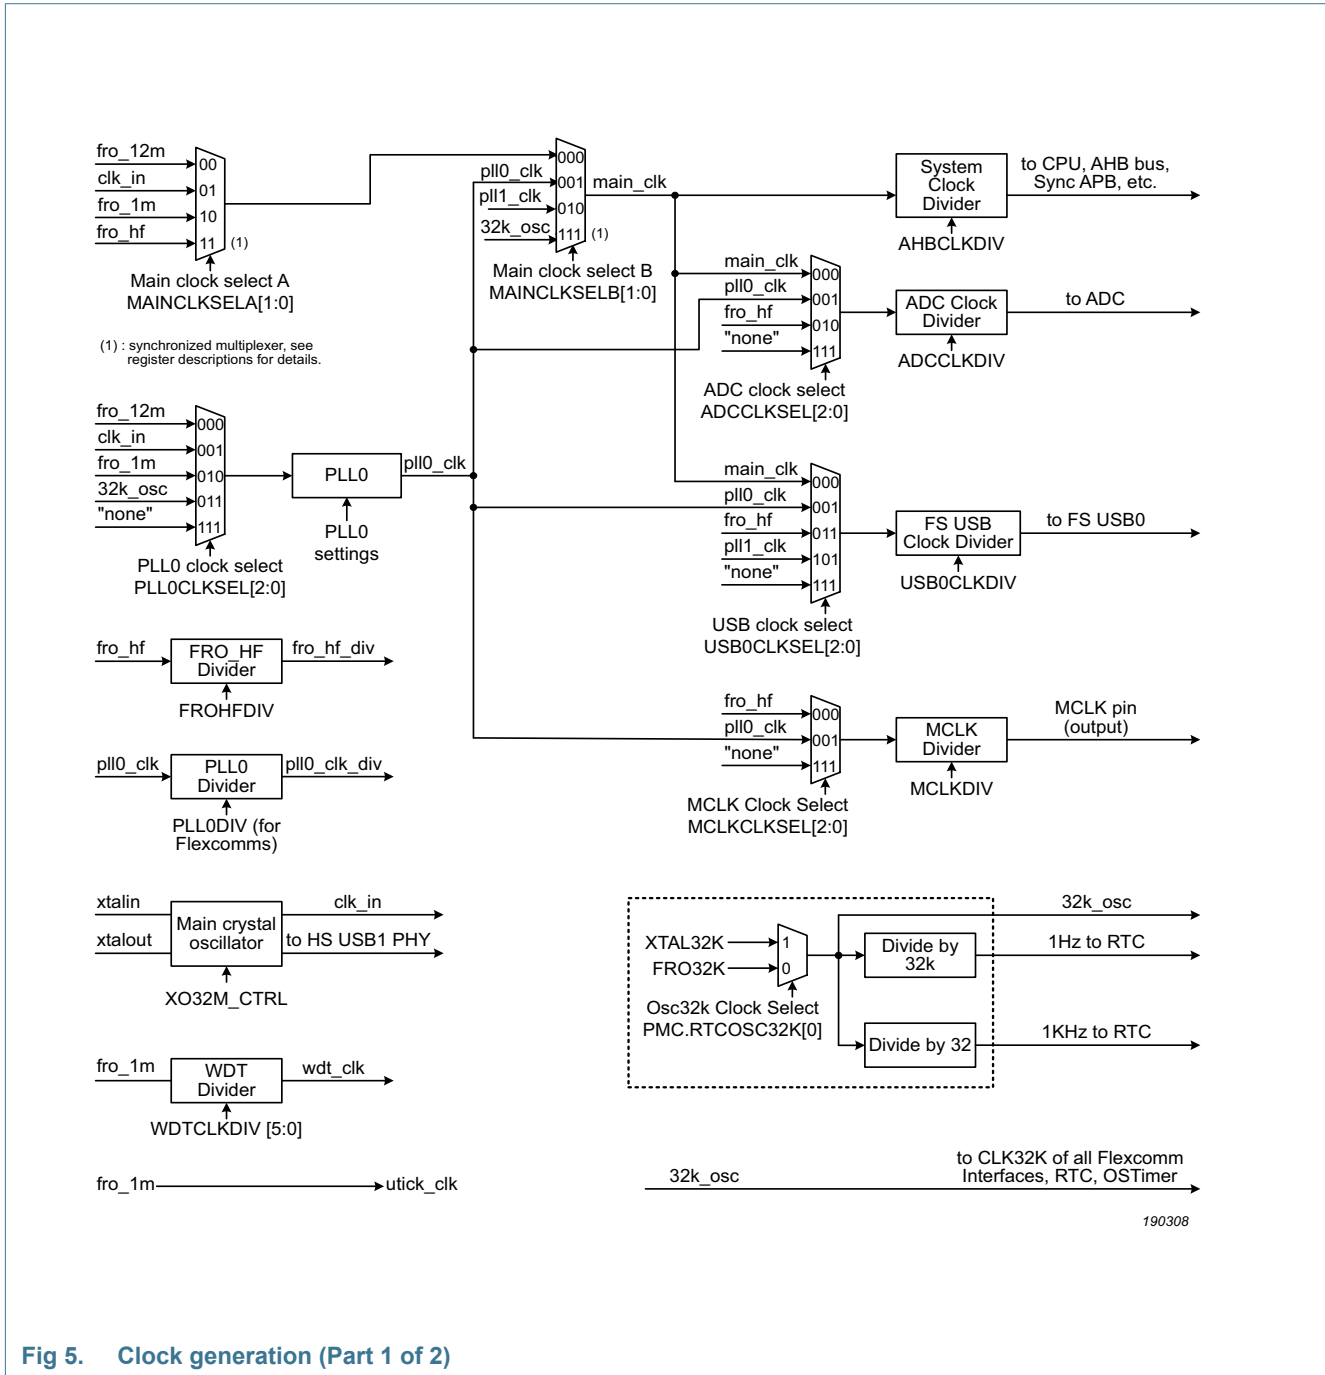 fro_12m
clk_in
fro_1m
fro_hf
00
01
10
11
(1)
Main clock select A
MAINCLKSELA[1:0]
(1) : synchronized multiplexer, see
register descriptions for details.
pll0_clk
pll1_clk
32k_osc
000
001
010
111
(1)
main_clk
Main clock select B
MAINCLKSELB[1:0]
System
Clock
Divider
AHBCLKDIV
to CPU, AHB bus,
Sync APB, etc.
main_clk
pll0_clk
fro_hf
"none"
000
001
010
111
ADC clock select
ADCCLKSEL[2:0]
ADC Clock
Divider
ADCCLKDIV
to ADC
fro_12m
clk_in
fro_1m
32k_osc
"none"
000
001
010
011
111
PLL0 clock select
PLL0CLKSEL[2:0]
PLL0
PLL0
settings
pll0_clk
main_clk
pll0_clk
fro_hf
pll1_clk
"none"
000
001
011
101
111
USB clock select
USB0CLKSEL[2:0]
FS USB
Clock Divider
USB0CLKDIV
to FS USB0
fro_hf
FRO_HF
Divider
fro_hf_div
FROHFDIV
fro_hf
pll0_clk
"none"
000
001
111
MCLK Clock Select
MCLKCLKSEL[2:0]
MCLK
Divider
MCLKDIV
MCLK pin
(output)
pll0_clk
PLL0
Divider
pll0_clk_div
PLL0DIV (for
Flexcomms)
xtalin
xtalout
Main crystal
oscillator
clk_in
to HS USB1 PHY
XO32M_CTRL
XTAL32K
FRO32K
1
0
Osc32k Clock Select
PMC.RTCOSC32K[0]
Divide by
32k
Divide by 32
32k_osc
1Hz to RTC
1KHz to RTC
fro_1m
WDT
Divider
wdt_clk
WDTCLKDIV [5:0]
fro_1m
utick_clk
32k_osc
to CLK32K of all Flexcomm
Interfaces, RTC, OSTimer
190308
Fig 5. Clock generation (Part 1 of 2)